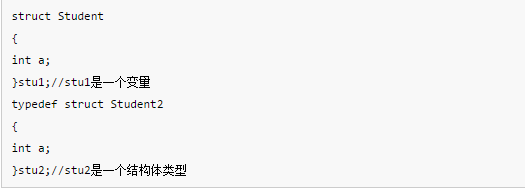 struct Student
{
int a;
}stu1;//stu1是一个变量
typedef struct Student2
{
int a;
}stu2;//stu2是一个结构体类型